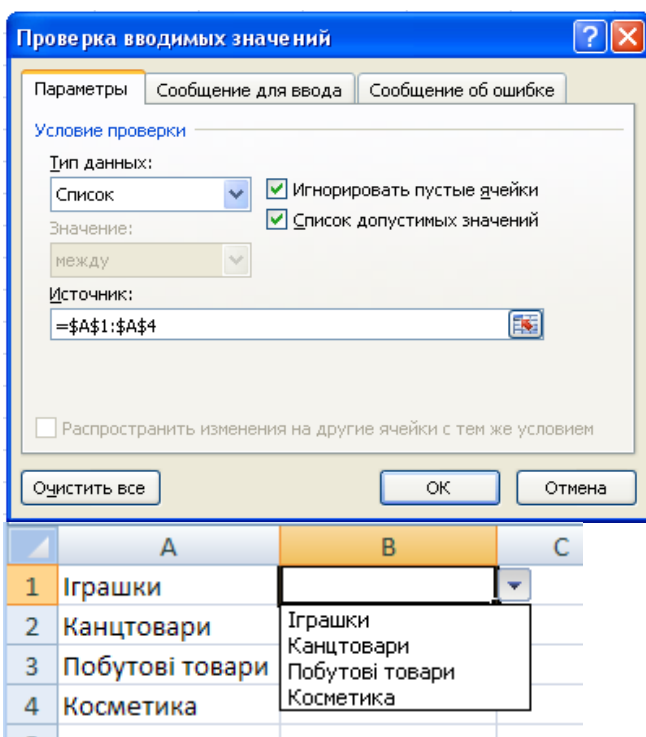 Проверка вводимых значений
Параметры Сообщение для ввода Сообщение об ошибке
Условие проверки
Тип данных:
Список Игнорировать пустые ячейки
Список допустимых значений
Значение:
между
Источник:
=$A$1:$A$4
Распространить изменения на другие ячейки с тем же условием
Очистить все ОК Отмена
A B C
1 Іграшки
2 Канцтовари
3 Побутові товари
4 Косметика
Іграшки
Канцтовари
Побутові товари
Косметика